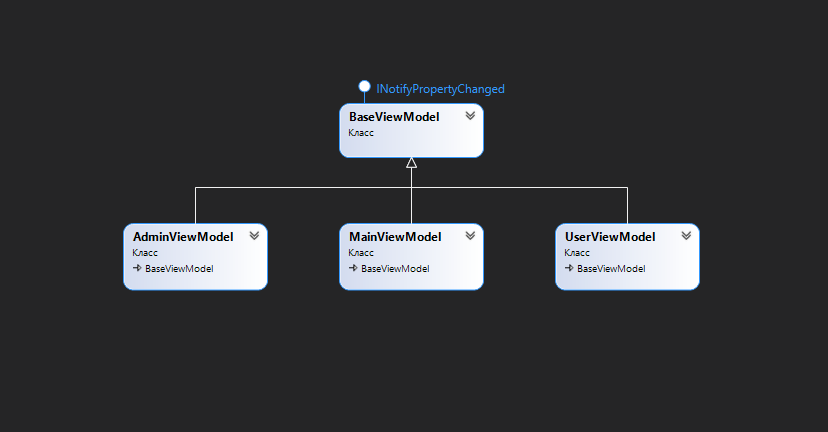 INotifyPropertyChanged
BaseViewModel
Класс
AdminViewModel
Класс
BaseViewModel
MainViewModel
Класс
BaseViewModel
UserViewModel
Класс
BaseViewModel